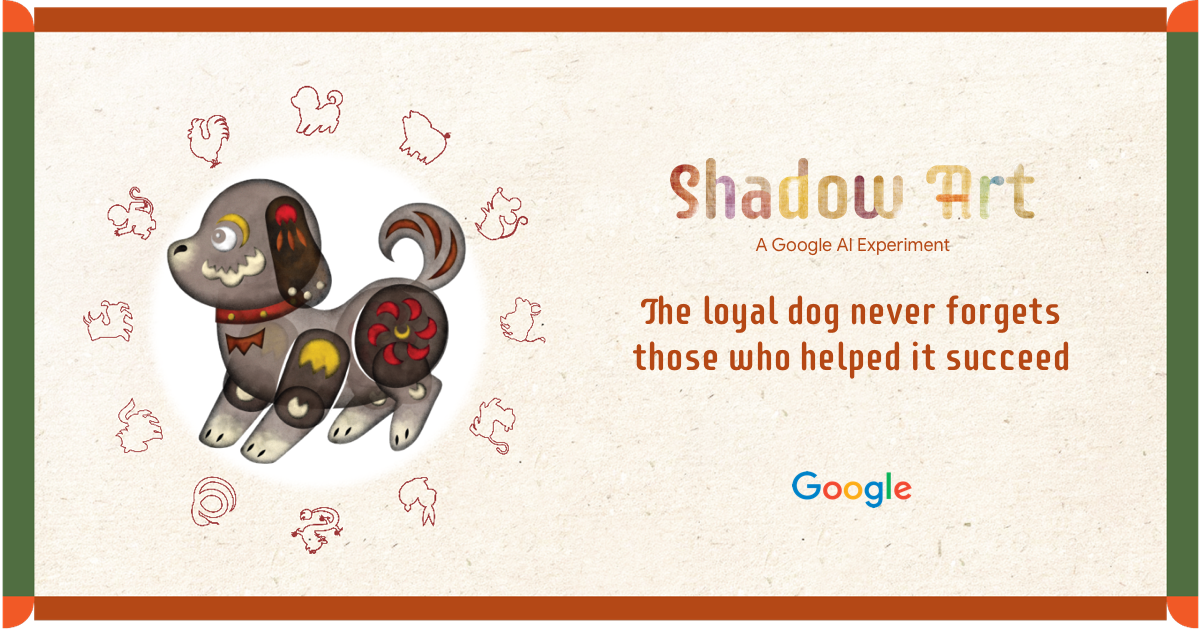 Shadow Art
A Google AI Experiment
The loyal dog never forgets
those who helped it succeed
Google